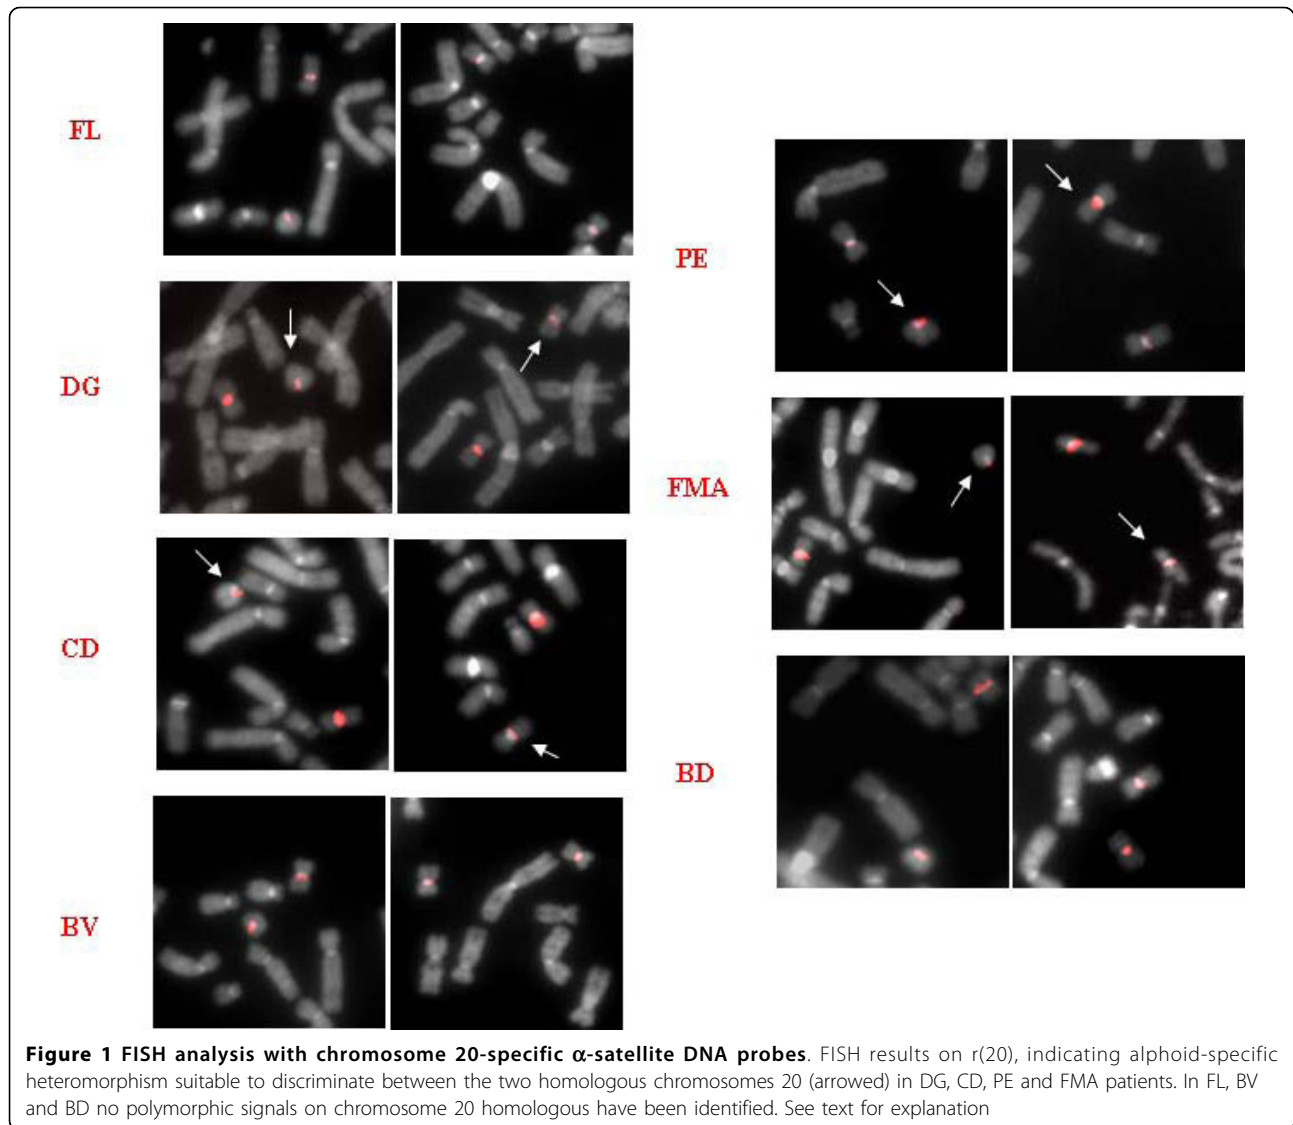 FL
DG
CD
BV
PE
FMA
BD
Figure 1 FISH analysis with chromosome 20-specific α-satellite DNA probes. FISH results on r(20), indicating alphoid-specific
heteromorphism suitable to discriminate between the two homologous chromosomes 20 (arrowed) in DG, CD, PE and FMA patients. In FL, BV
and BD no polymorphic signals on chromosome 20 homologous have been identified. See text for explanation